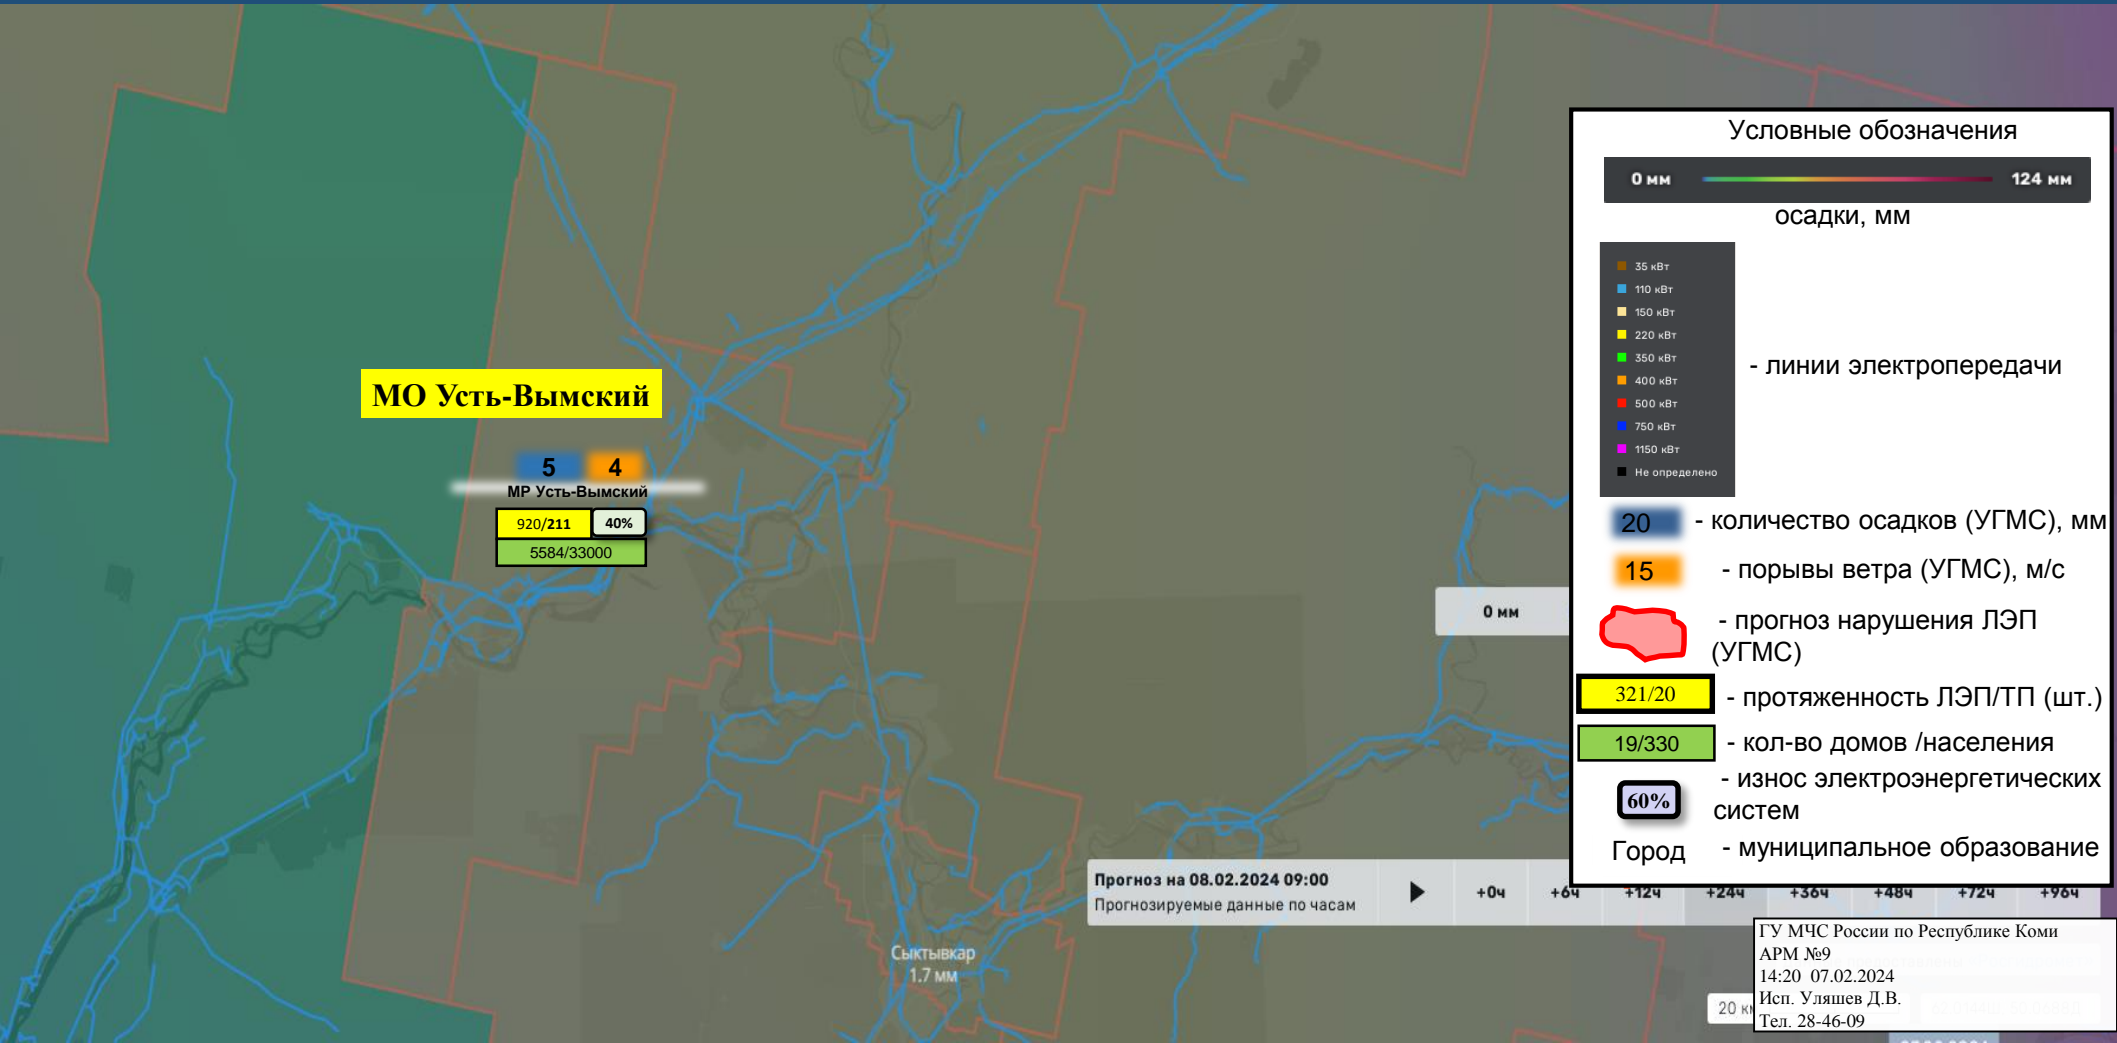 МО Усть-Вымский
5 4
МР Усть-Вымский
920/211 40%
5584/33000
Сыктывкар
1.7 мм
Условные обозначения
0 мм 124 мм
осадки, мм
35 кВт
110 кВт
150 кВт
220 кВт
350 кВт
400 кВт
500 кВт
750 кВт
1150 кВт
Не определено
- линии электропередачи
20 - количество осадков (УГМС), мм
15 - порывы ветра (УГМС), м/с
- прогноз нарушения ЛЭП
(УГМС)
321/20 - протяженность ЛЭП/ТП (шт.)
19/330 - кол-во домов /населения
60% - износ электроэнергетических
систем
Город - муниципальное образование
0 мм
Прогноз на 08.02.2024 09:00
Прогнозируемые данные по часам
+0ч +6ч +12ч +24ч +36ч +48ч +72ч +96ч
ГУ МЧС России по Республике Коми
АРМ №9
14:20 07.02.2024
Исп. Уляшев Д.В.
Тел. 28-46-09
20